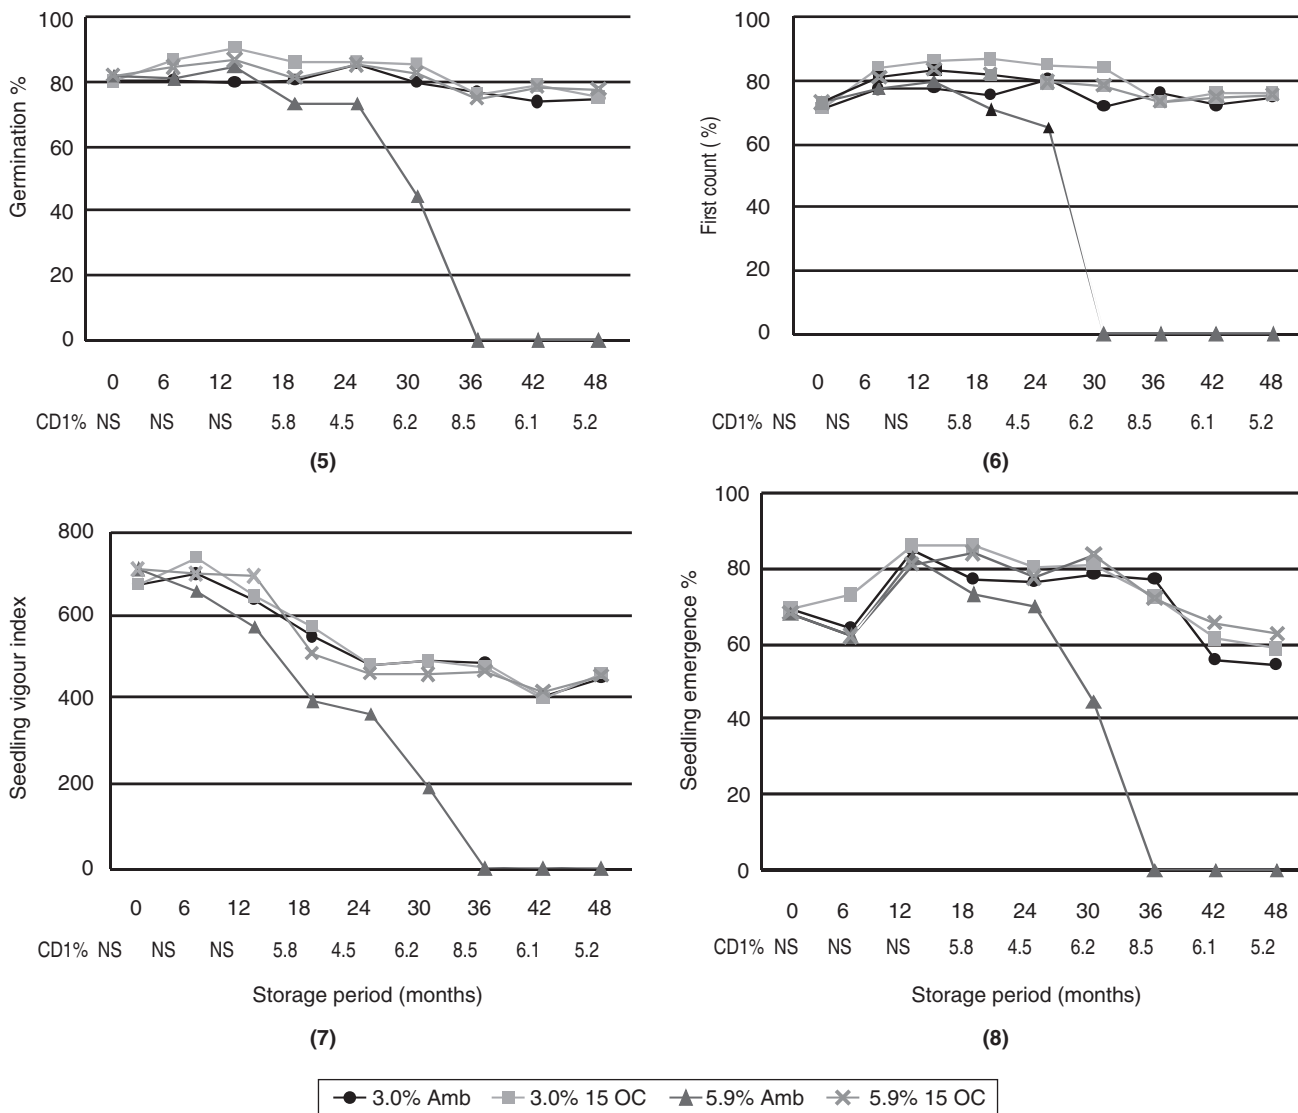 100
80
60
40
20
0
Germination %
0 6 12 18 24 30 36 42 48
CD1% NS NS NS 5.8 4.5 6.2 8.5 6.1 5.2
(5)
100
80
60
40
20
0
First count ( %)
0 6 12 18 24 30 36 42 48
CD1% NS NS NS 5.8 4.5 6.2 8.5 6.1 5.2
(6)
800
600
400
200
0
Seedling vigour index
0 6 12 18 24 30 36 42 48
CD1% NS NS NS 5.8 4.5 6.2 8.5 6.1 5.2
Storage period (months)
(7)
100
80
60
40
20
0
Seedling emergence %
0 6 12 18 24 30 36 42 48
CD1% NS NS NS 5.8 4.5 6.2 8.5 6.1 5.2
Storage period (months)
(8)
3.0% Amb 3.0% 15 OC 5.9% Amb 5.9% 15 OC